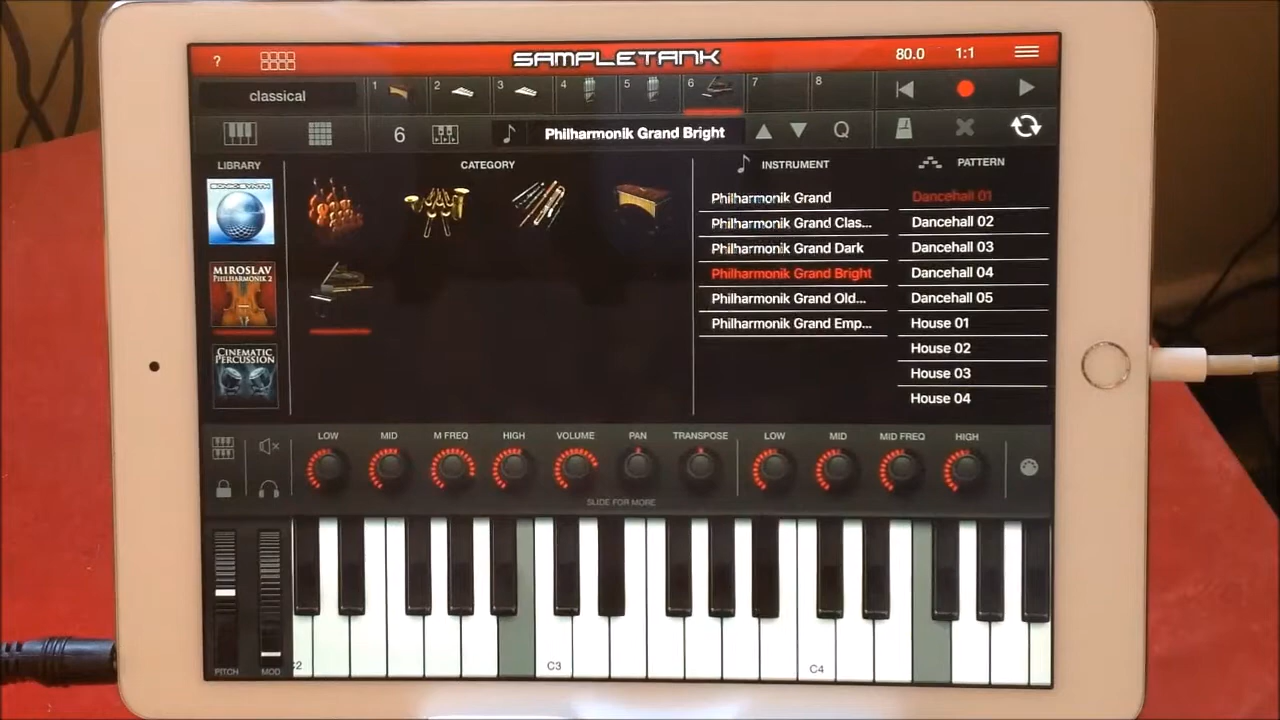 ?
SAMPLETANK
80.0
1:1
classical
1
2
3
4
5
6
7
8
6
Philharmonik Grand Bright
Q
LIBRARY
CATEGORY
INSTRUMENT
PATTERN
SONICSYNTH
MIROSLAV
PHILHARMONIK 2
CINEMATIC
PERCUSSION
Philharmonik Grand
Philharmonik Grand Clas...
Philharmonik Grand Dark
Philharmonik Grand Bright
Philharmonik Grand Old...
Philharmonik Grand Emp...
Dancehall 01
Dancehall 02
Dancehall 03
Dancehall 04
Dancehall 05
House 01
House 02
House 03
House 04
LOW
MID
M FREQ
HIGH
VOLUME
PAN
TRANSPOSE
LOW
MID
MID FREQ
HIGH
SLIDE FOR MORE
PITCH
MOD
C2
C3
C4